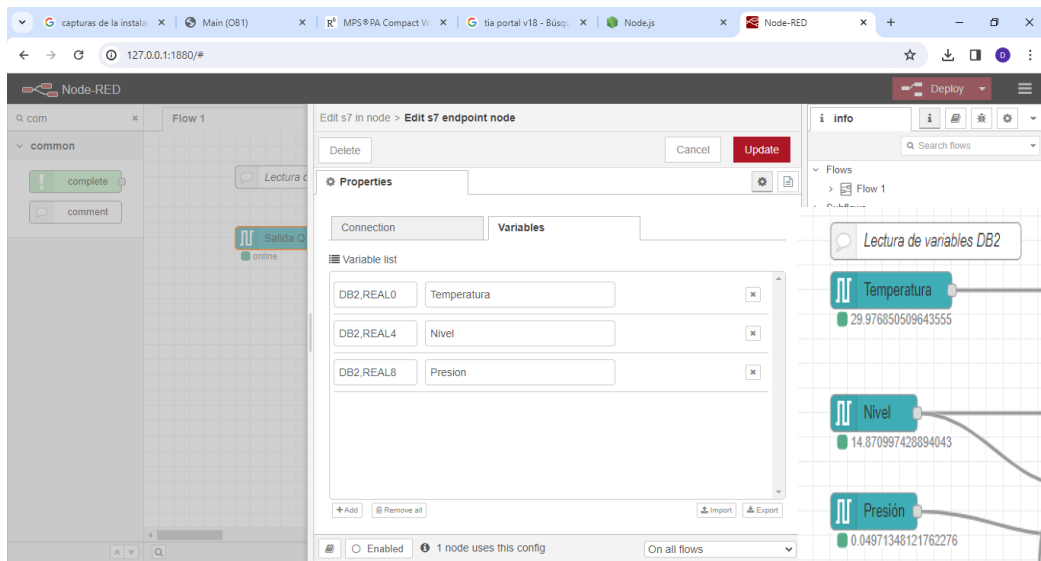 capturas de la instala
Main (OB1)
MPS®PA Compact W
tia portal v18 - Búsqu
Node.js
Node-RED
127.0.0.1:1880/#
D
Node-RED
Deploy
com
Flow 1
common
complete
comment
Lectura d
Salida Q
online
Edit s7 in node > Edit s7 endpoint node
Delete
Cancel
Update
Properties
Connection
Variables
Variable list
DB2,REAL0
Temperatura
DB2,REAL4
Nivel
DB2,REAL8
Presion
+Add
Remove all
Import
Export
Enabled
1 node uses this config
On all flows
i info
Search flows
Flows
Flow 1
Lectura de variables DB2
Temperatura
29.976850509643555
Nivel
14.870997428894043
Presión
0.04971348121762276